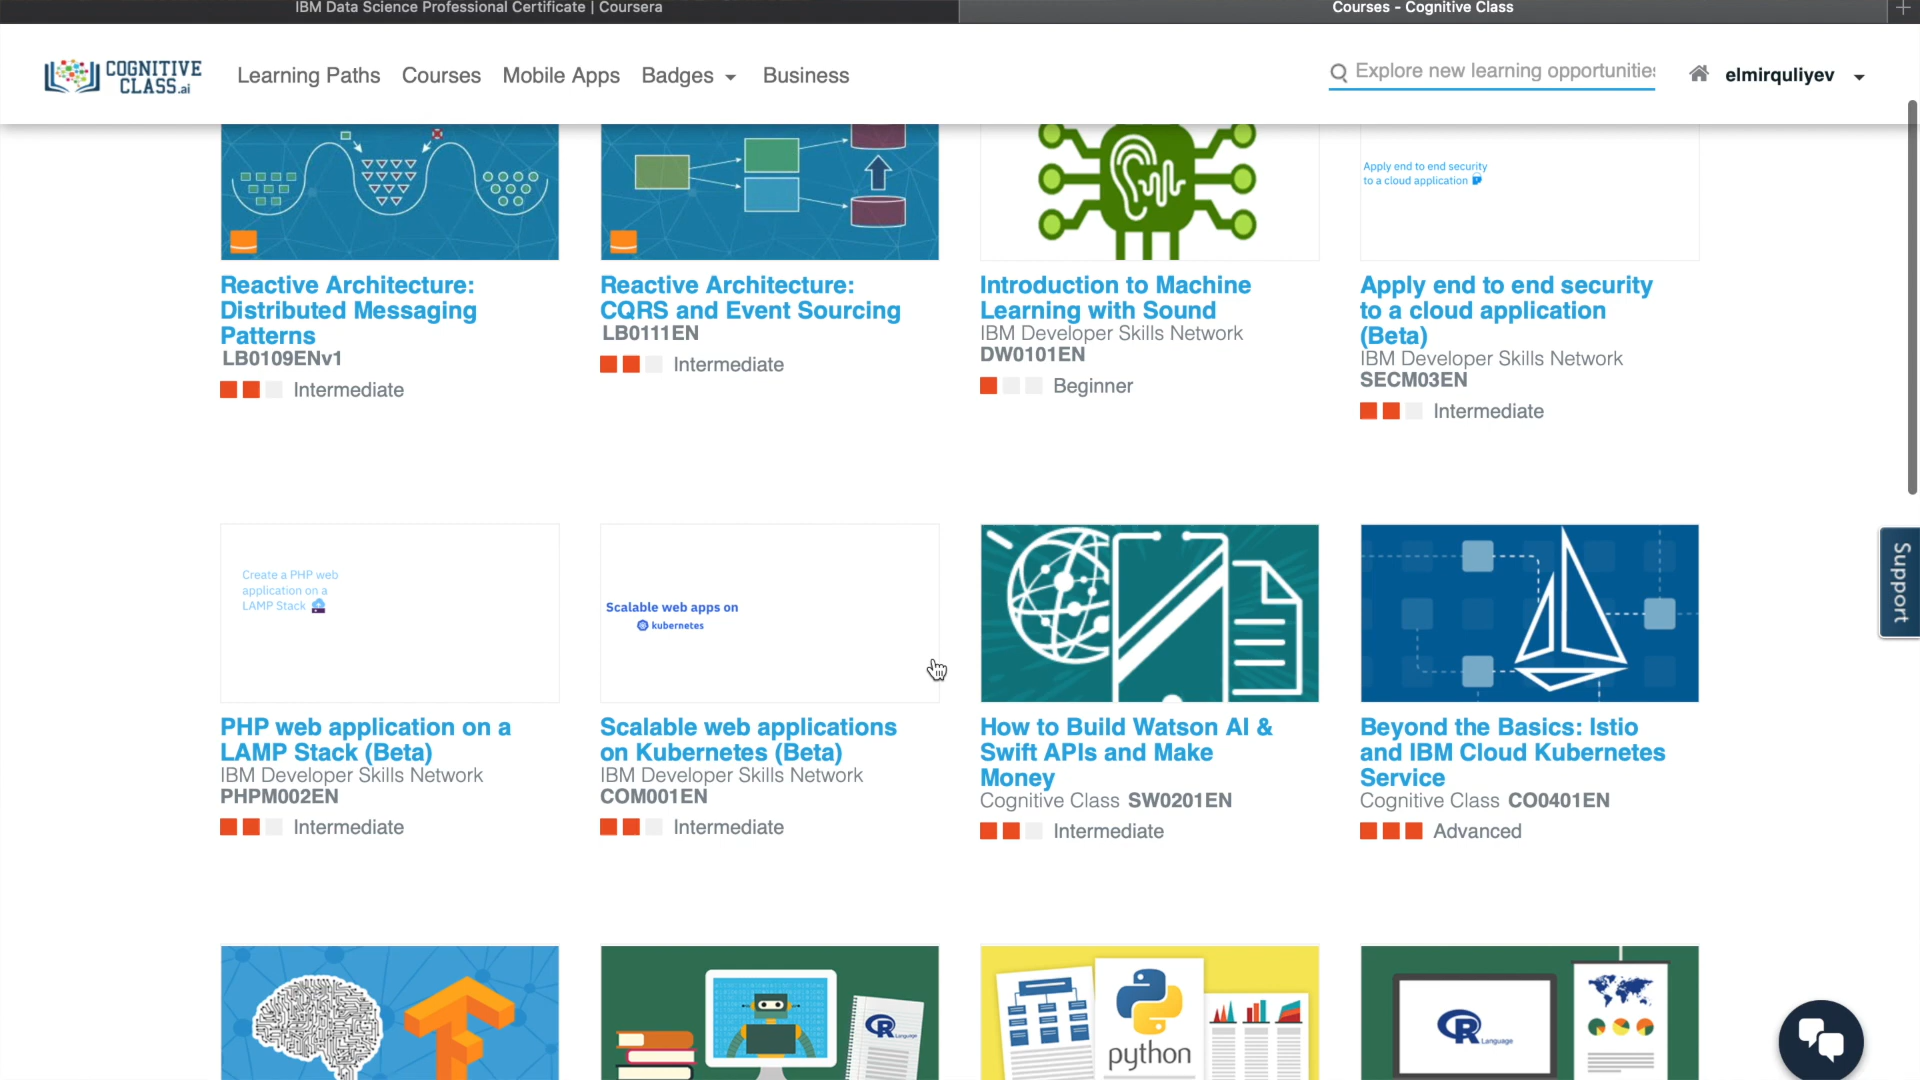 IBM Data Science Professional Certificate | Coursera
Courses - Cognitive Class
COGNITIVE
CLASS.ai
Learning Paths
Courses
Mobile Apps
Badges
Business
Explore new learning opportunities
elmirquliyev
Apply end to end security
to a cloud application
Reactive Architecture:
Distributed Messaging
Patterns
LB0109ENv1
Intermediate
Reactive Architecture:
CQRS and Event Sourcing
LB0111EN
Intermediate
Introduction to Machine
Learning with Sound
IBM Developer Skills Network
DW0101EN
Beginner
Apply end to end security
to a cloud application
(Beta)
IBM Developer Skills Network
SECM03EN
Intermediate
Support
Create a PHP web
application on a
LAMP Stack
Scalable web apps on
kubernetes
PHP web application on a
LAMP Stack (Beta)
IBM Developer Skills Network
PHPM002EN
Intermediate
Scalable web applications
on Kubernetes (Beta)
IBM Developer Skills Network
COM001EN
Intermediate
How to Build Watson AI &
Swift APIs and Make
Money
Cognitive Class SW0201EN
Intermediate
Beyond the Basics: Istio
and IBM Cloud Kubernetes
Service
Cognitive Class CO0401EN
Advanced
R Language
python
R Language